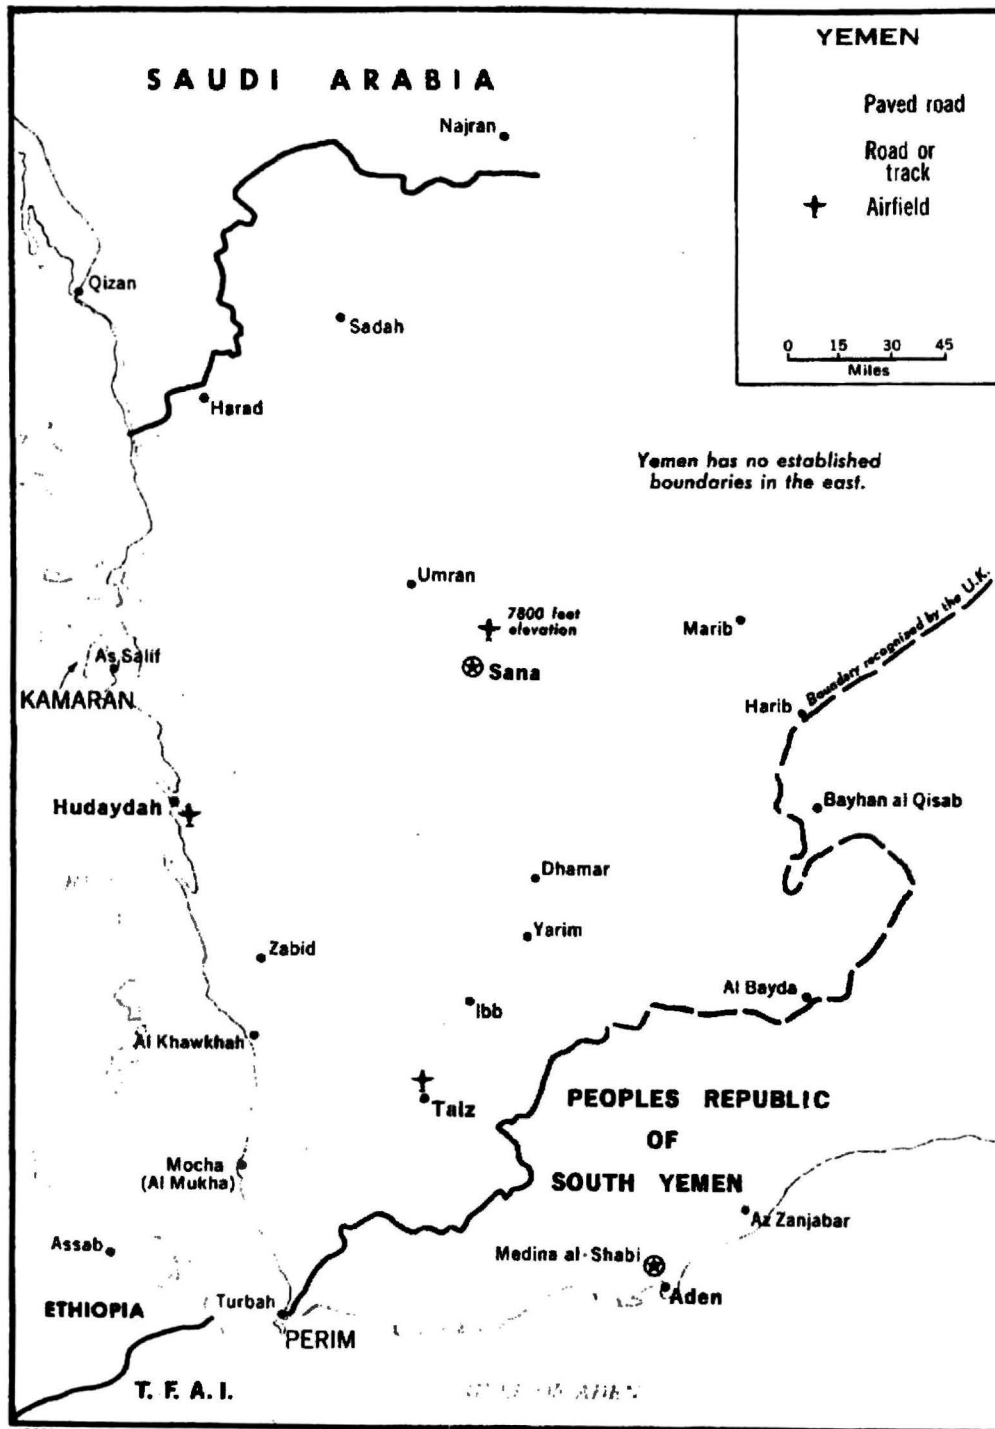 YEMEN
Paved road
Road or
track
Airfield
0 15 30 45
Miles
SAUDI ARABIA
Najran
Qizan
Sadah
Harad
Yemen has no established
boundaries in the east.
Umran
7800 feet
elevation
Marib
As Salif
Sana
KAMARAN
Boundary recognized by the U.K.
Harib
Hudaydah
Bayhan al Qisab
Dhamar
Yarim
Zabid
Al Bayda
Ibb
Al Khawkhah
Taiz
PEOPLES REPUBLIC
OF
SOUTH YEMEN
Mocha
(Al Mukha)
Az Zanjabar
Assab
Medina al-Shabi
Aden
ETHIOPIA
Turbah
PERIM
T. F. A. I.
ADEN